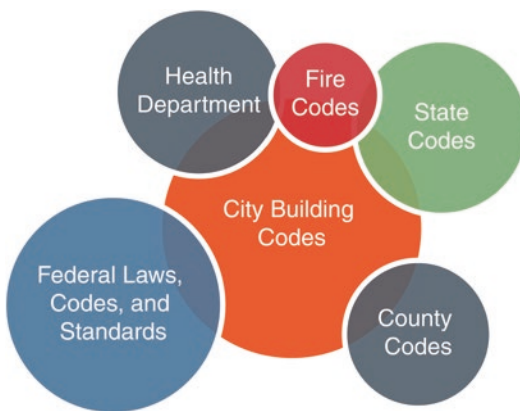 Health
Department
Fire
Codes
State
Codes
City Building
Codes
Federal Laws,
Codes, and
Standards
County
Codes